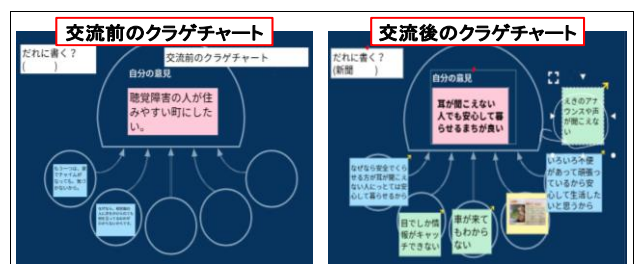 交流前のクラゲチャート
だれに書く？
(　　　)
交流前のクラゲチャート
自分の意見
聴覚障害の人が住
みやすい町にした
い。
交流後のクラゲチャート
だれに書く？
(新聞　　)
自分の意見
耳が聞こえない
人でも安心して暮
らせるまちが良い
えきのアナ
ウンスや声
が聞こえな
い
なぜなら安全でくら
せる方が耳が聞こえ
ない人にっとては安
心して暮らせるから
目でしか情
報がキャッ
チできない
車が来て
もわから
ない
いろいろ不便
があって頑張っ
ているから安
心して生活した
いと思うから